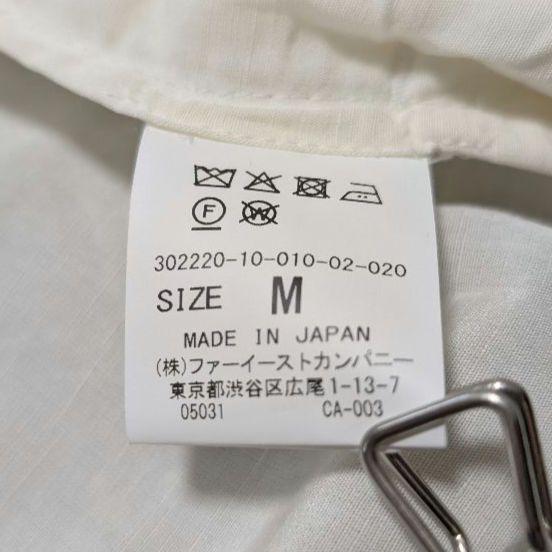 F W
302220-10-010-02-020
SIZE M
MADE IN JAPAN
(株)ファーイーストカンパニー
東京都渋谷区広尾1-13-7
05031 CA-003